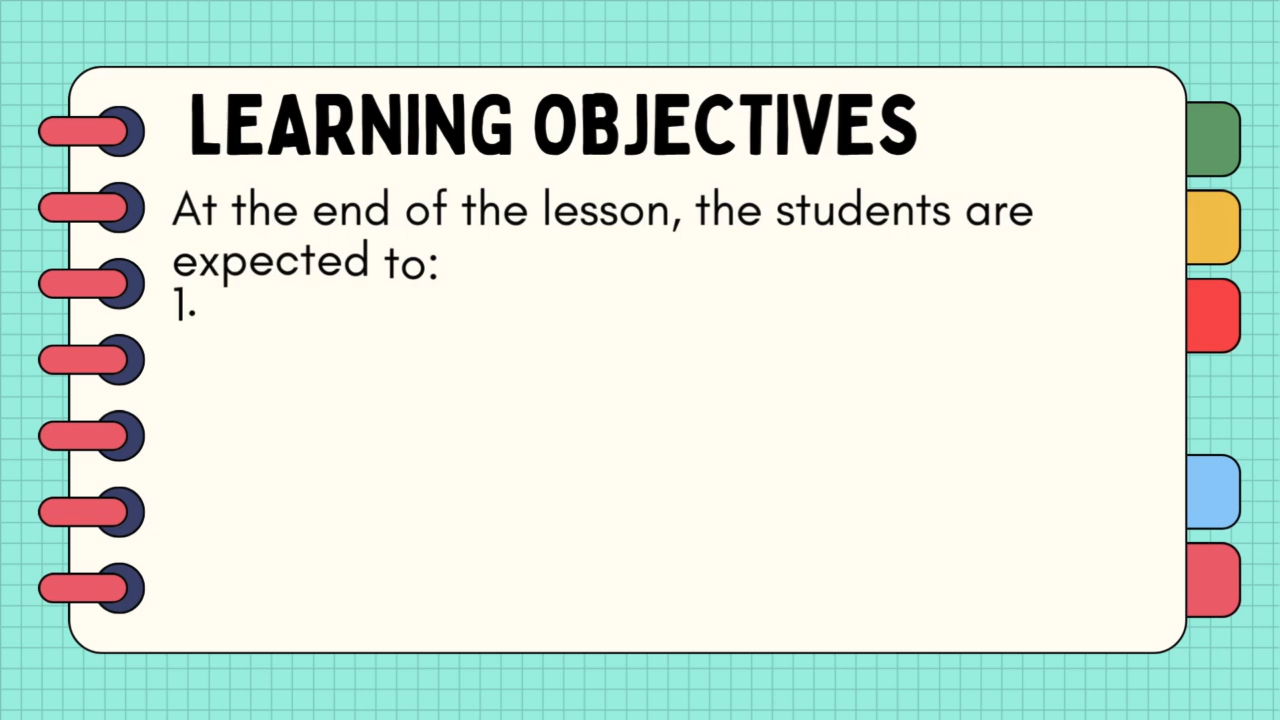 LEARNING OBJECTIVES
At the end of the lesson, the students are
expected to:
1.